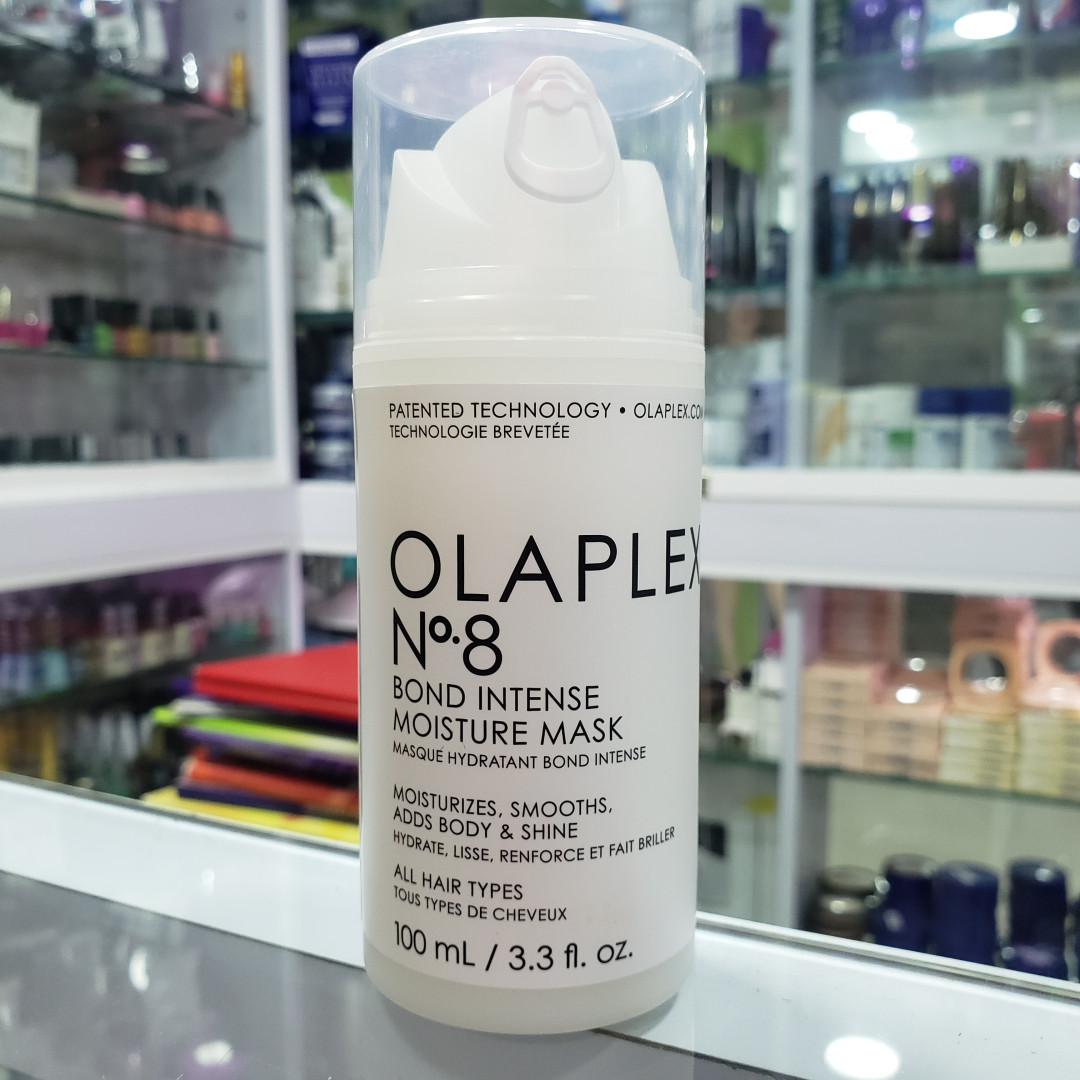 PATENTED TECHNOLOGY • OLAPLEX.COM
TECHNOLOGIE BREVETÉE
OLAPLEX
Nº.8
BOND INTENSE
MOISTURE MASK
MASQUE HYDRATANT BOND INTENSE
MOISTURIZES, SMOOTHS,
ADDS BODY & SHINE
HYDRATE, LISSE, RENFORCE ET FAIT BRILLER
ALL HAIR TYPES
TOUS TYPES DE CHEVEUX
100 mL / 3.3 fl. oz.